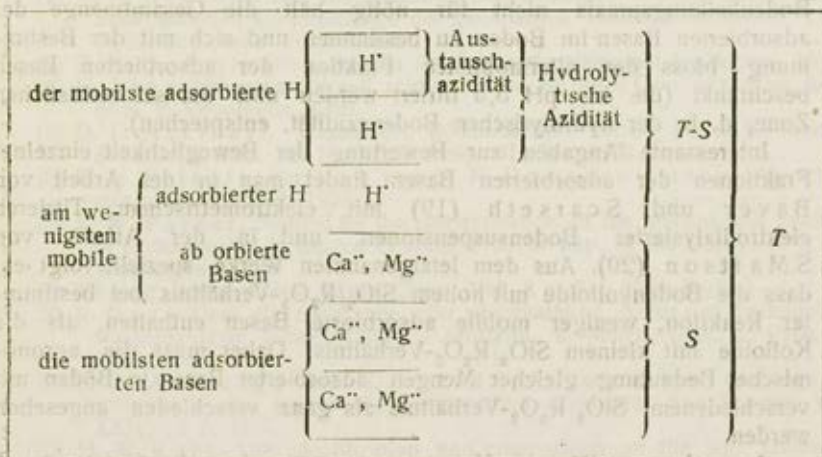 Aus-
H˙ tausch-
azidität Hydroly-
der mobilste adsorbierte H tische
Azidität
H˙ T-S
adsorbierter H H˙
am we-
nigsten
mobile T
ab orbierte
Basen Ca˙˙, Mg˙˙
Ca˙˙, Mg˙˙ S
die mobilsten adsorbier-
ten Basen
Ca˙˙, Mg˙˙